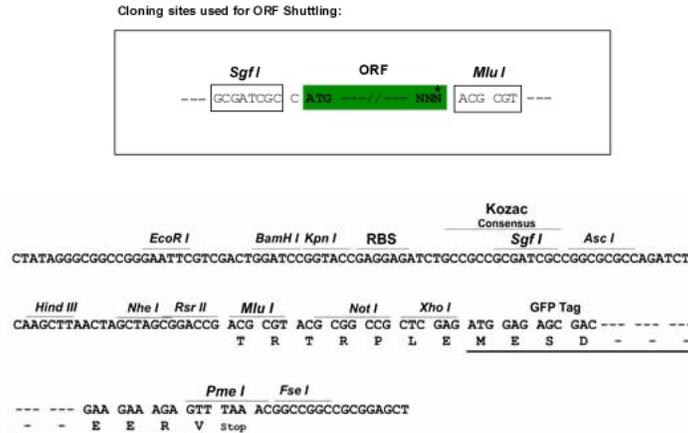 Cloning sites used for ORF Shuttling:
Sgf I ORF Mlu I
--- GCGATCGC C ATG ---//--- NNN* ACG CGT ---
Kozac
Consensus
EcoR I BamH I Kpn I RBS Sgf I Asc I
CTATAGGGCGGCCGGGAATTCGTCGACTGGATCCGGTACCGAGGAGATCTGCCGCCGCGATCGCCGGCGCGCCAGATCT
Hind III Nhe I Rsr II Mlu I Not I Xho I GFP Tag
CAAGCTTAACTAGCTAGCGGACCG ACG CGT ACG CGG CCG CTC GAG ATG GAG AGC GAC--- --- ---
T R T R P L E M E S D - - -
Pme I Fse I
--- --- GAA GAA AGA GTT TAA ACGGCCGGCCGCGGAGCT
- - E E R V Stop